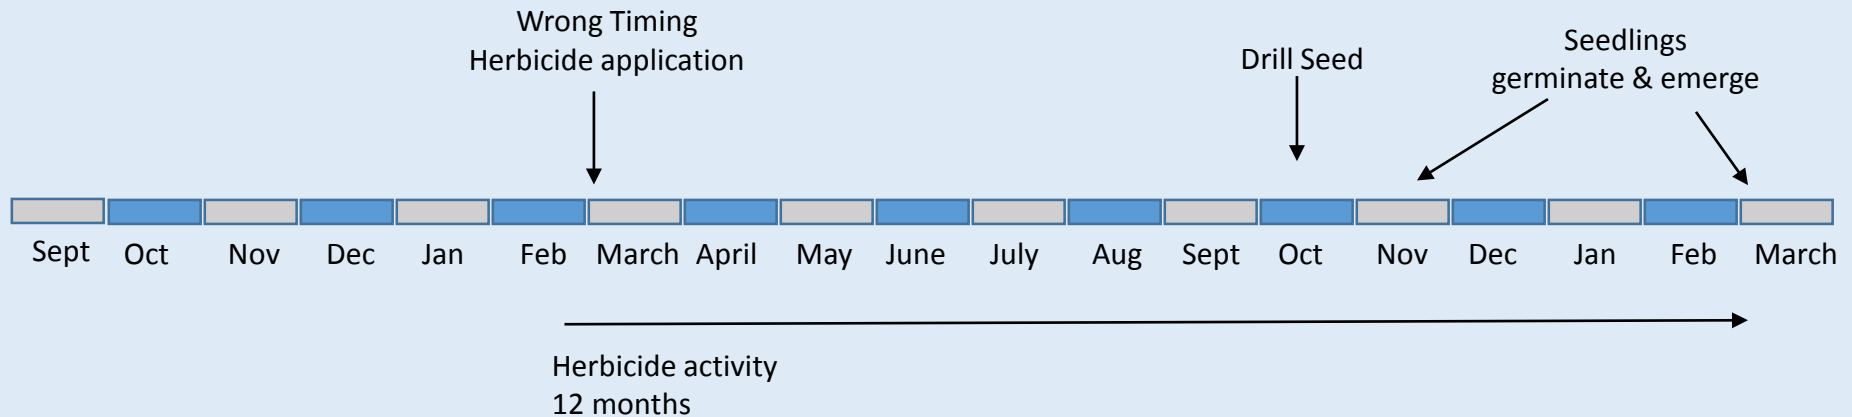 Wrong Timing
Herbicide application
Drill Seed
Seedlings
germinate & emerge
Sept Oct Nov Dec Jan Feb March April May June July Aug Sept Oct Nov Dec Jan Feb March
Herbicide activity
12 months